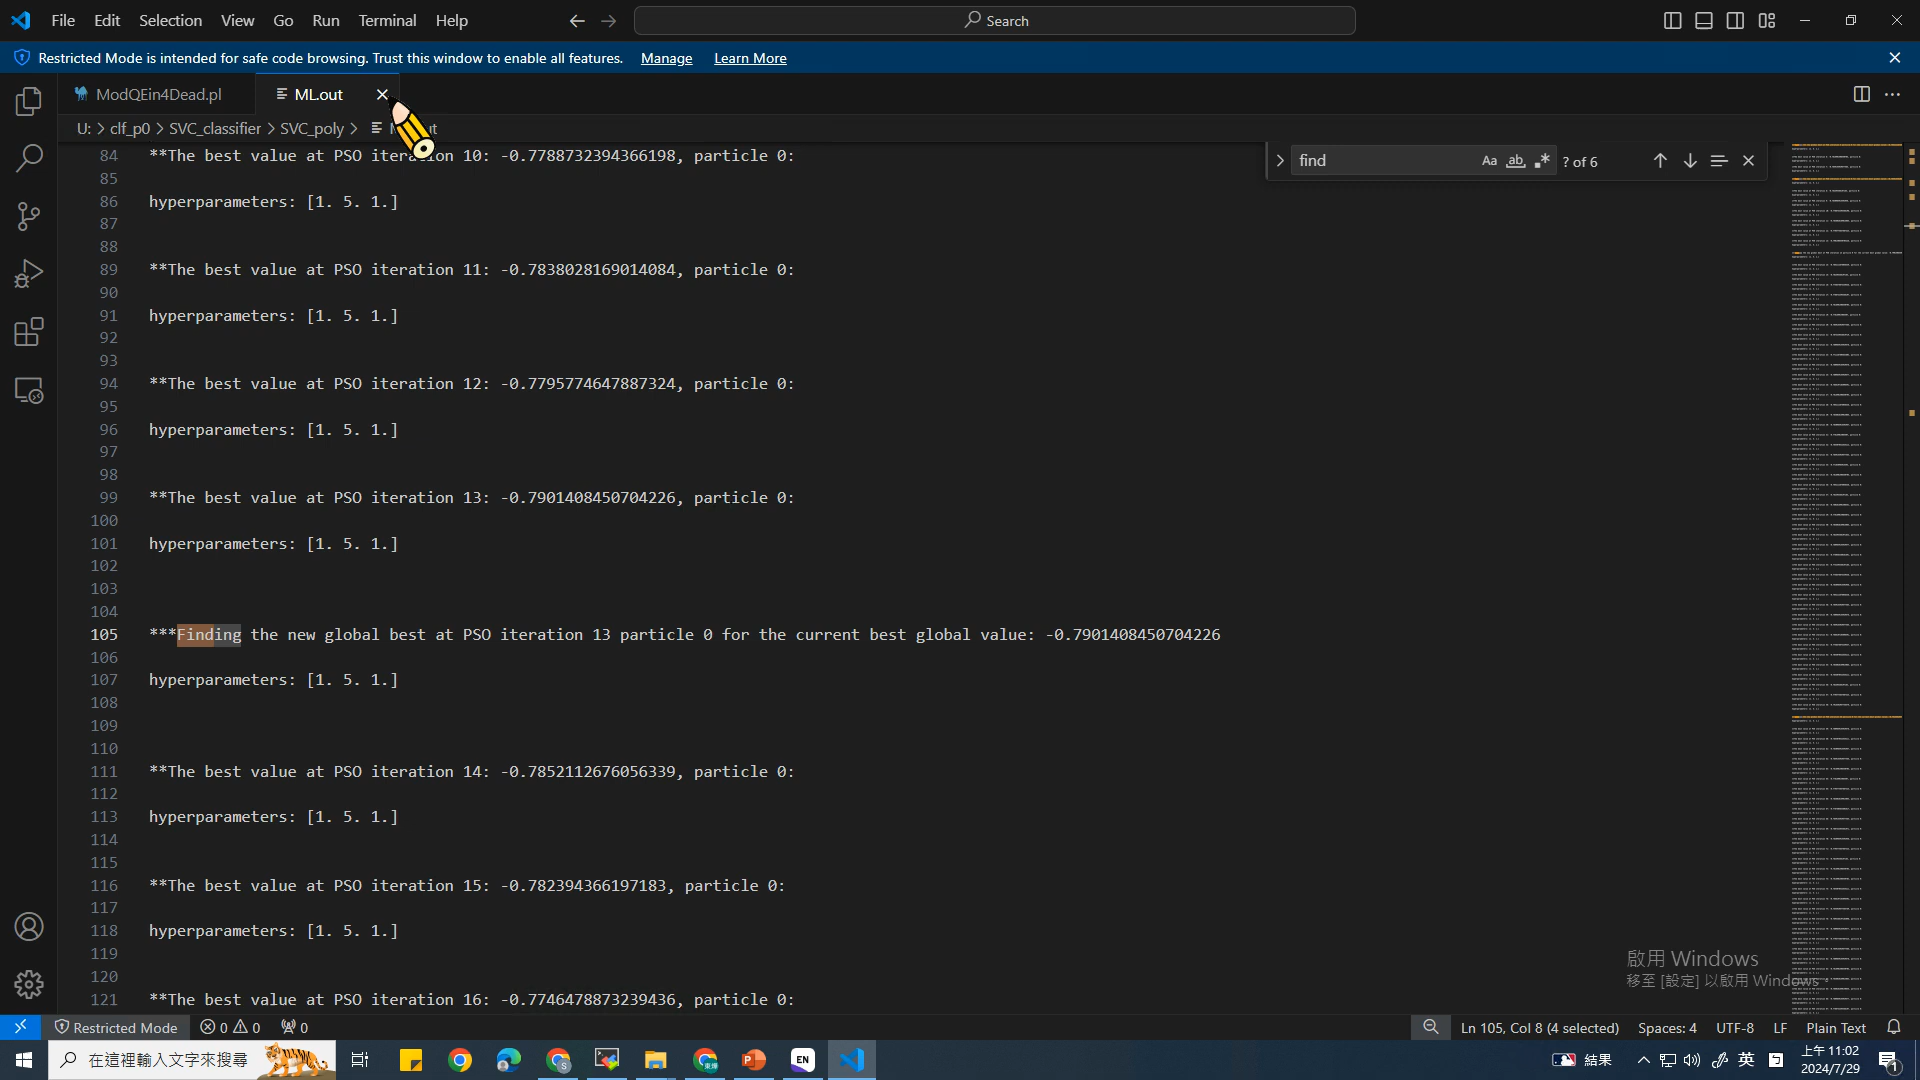 File Edit Selection View Go Run Terminal Help
Search
Restricted Mode is intended for safe code browsing. Trust this window to enable all features. Manage Learn More
ModQEin4Dead.pl ML.out
U: > clf_p0 > SVC_classifier > SVC_poly >
find Aa ab ? of 6
84 **The best value at PSO iteration 10: -0.7788732394366198, particle 0:
85
86 hyperparameters: [1. 5. 1.]
87
88
89 **The best value at PSO iteration 11: -0.7838028169014084, particle 0:
90
91 hyperparameters: [1. 5. 1.]
92
93
94 **The best value at PSO iteration 12: -0.7795774647887324, particle 0:
95
96 hyperparameters: [1. 5. 1.]
97
98
99 **The best value at PSO iteration 13: -0.7901408450704226, particle 0:
100
101 hyperparameters: [1. 5. 1.]
102
103
104
105 ***Finding the new global best at PSO iteration 13 particle 0 for the current best global value: -0.7901408450704226
106
107 hyperparameters: [1. 5. 1.]
108
109
110
111 **The best value at PSO iteration 14: -0.7852112676056339, particle 0:
112
113 hyperparameters: [1. 5. 1.]
114
115
116 **The best value at PSO iteration 15: -0.782394366197183, particle 0:
117
118 hyperparameters: [1. 5. 1.]
119
120
121 **The best value at PSO iteration 16: -0.7746478873239436, particle 0:
啟用 Windows
移至 [設定] 以啟用 Windows。
Restricted Mode 0 0 0 Ln 105, Col 8 (4 selected) Spaces: 4 UTF-8 LF Plain Text
在這裡輸入文字來搜尋 EN 結果 英 上午 11:02
2024/7/29 1